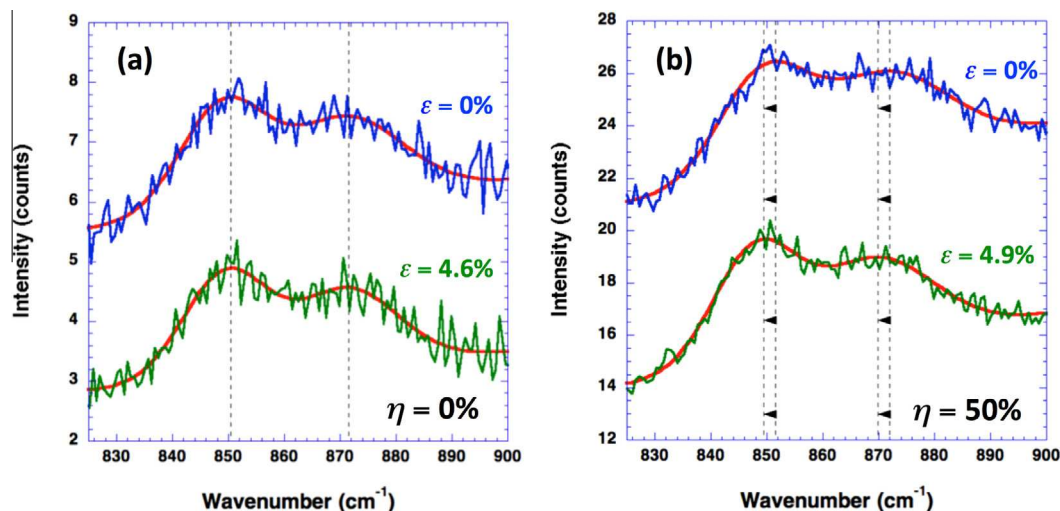 (a)
ε = 0%
ε = 4.6%
η = 0%
Intensity (counts)
9
8
7
6
5
4
3
2
830 840 850 860 870 880 890 900
Wavenumber (cm⁻¹)
(b)
ε = 0%
ε = 4.9%
η = 50%
Intensity (counts)
28
26
24
22
20
18
16
14
12
830 840 850 860 870 880 890 900
Wavenumber (cm⁻¹)